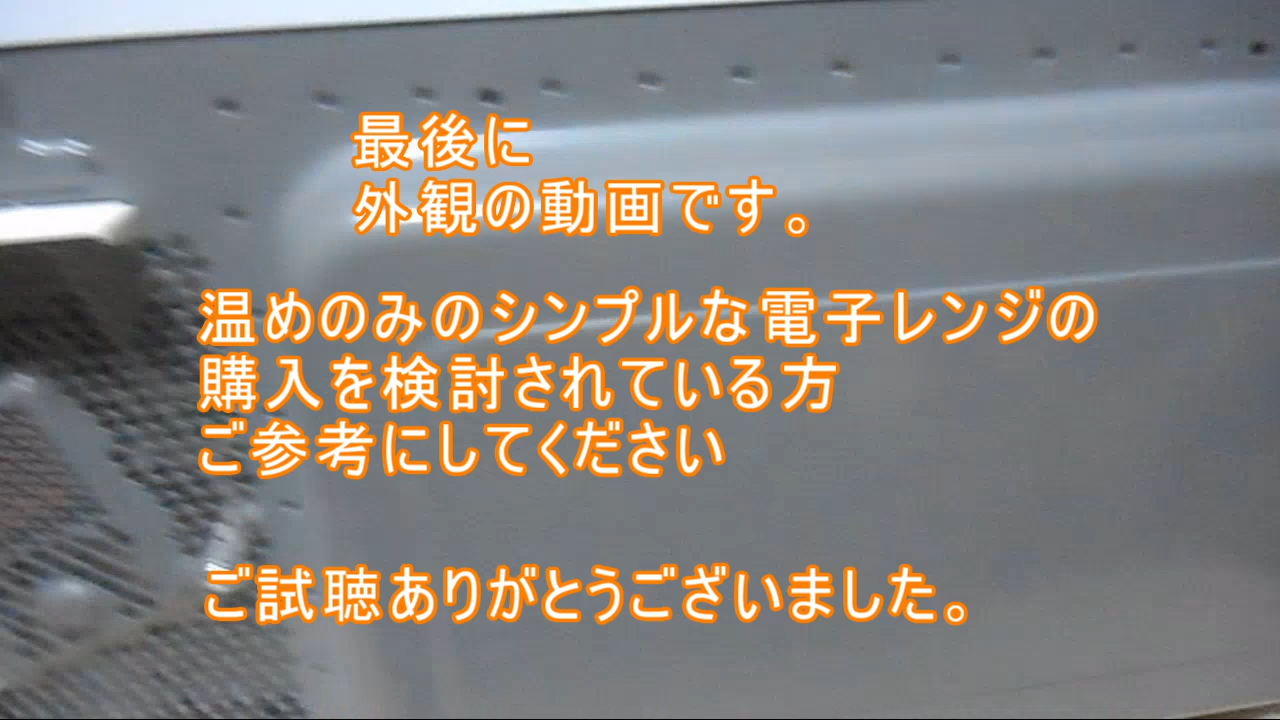 最後に
外観の動画です。
温めのみのシンプルな電子レンジの
購入を検討されている方
ご参考にしてください
ご試聴ありがとうございました。